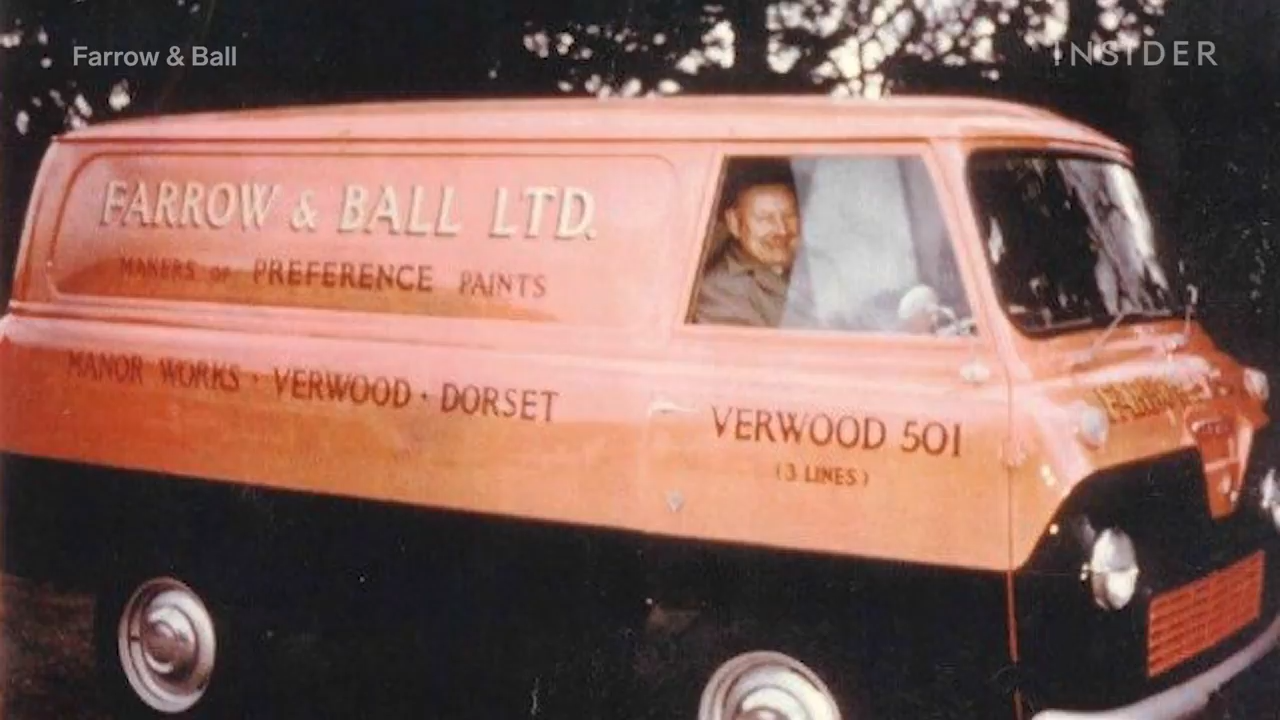 Farrow & Ball
INSIDER
FARROW & BALL LTD.
MAKERS OF PREFERENCE PAINTS
MANOR WORKS · VERWOOD · DORSET
VERWOOD 501
(3 LINES)